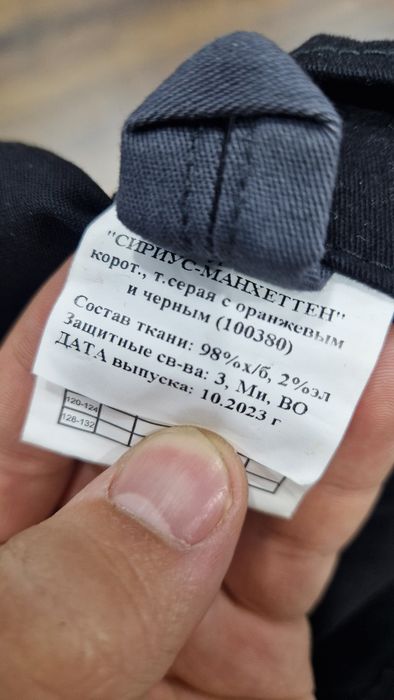 "СИРИУС-МАНХЕТТЕН"
корот., т.серая с оранжевым
и черным (100380)
Состав ткани: 98%х/б, 2%эл
Защитные св-ва: З, Ми, ВО
ДАТА выпуска: 10.2023 г
120-124
128-132